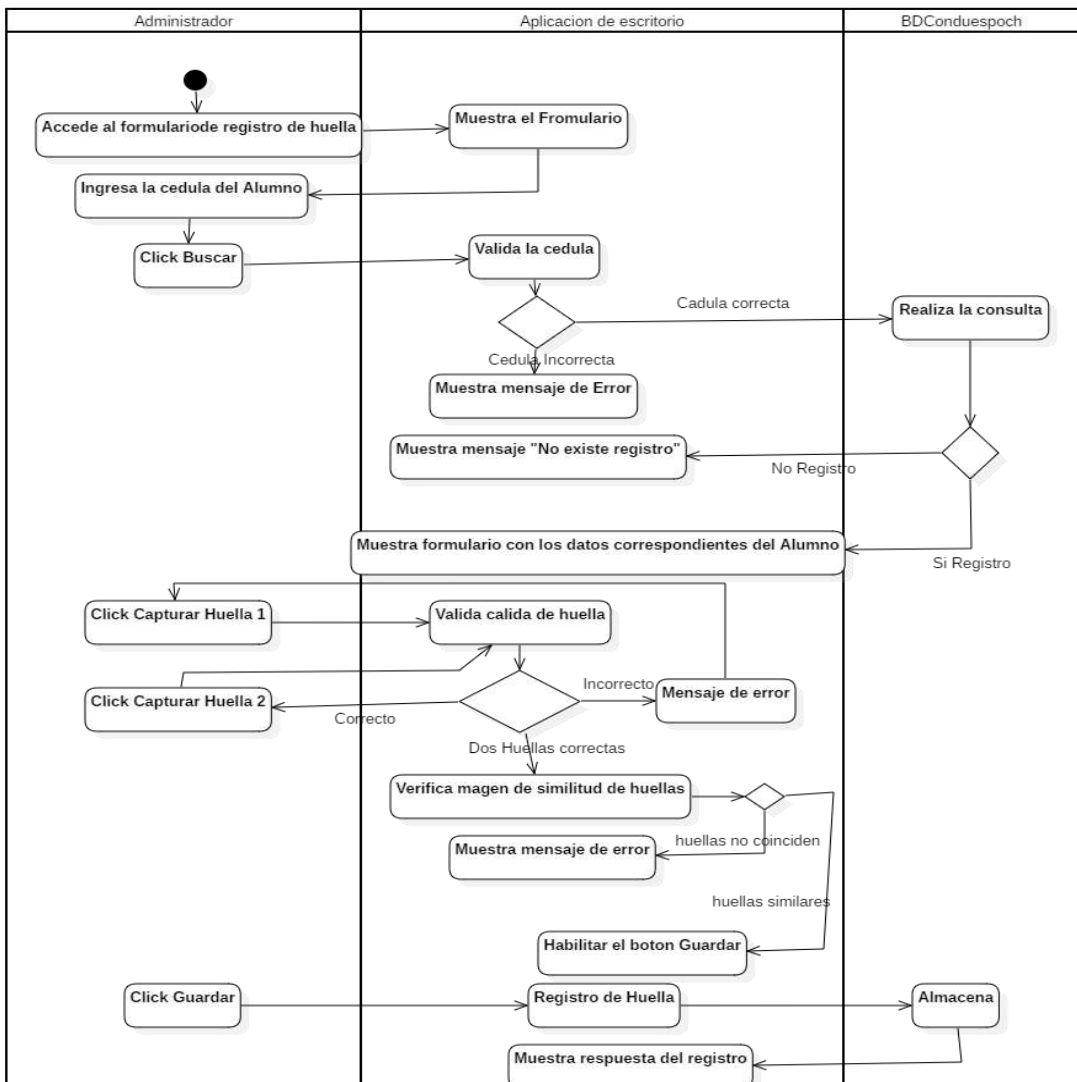 Administrador
Aplicacion de escritorio
BDConduespoch
Accede al formulariode registro de huella
Muestra el Fromulario
Ingresa la cedula del Alumno
Click Buscar
Valida la cedula
Cadula correcta
Realiza la consulta
Cedula Incorrecta
Muestra mensaje de Error
Muestra mensaje "No existe registro"
No Registro
Muestra formulario con los datos correspondientes del Alumno
Si Registro
Click Capturar Huella 1
Valida calida de huella
Click Capturar Huella 2
Correcto
Incorrecto
Mensaje de error
Dos Huellas correctas
Verifica magen de similitud de huellas
Muestra mensaje de error
huellas no coinciden
huellas similares
Habilitar el boton Guardar
Click Guardar
Registro de Huella
Almacena
Muestra respuesta del registro